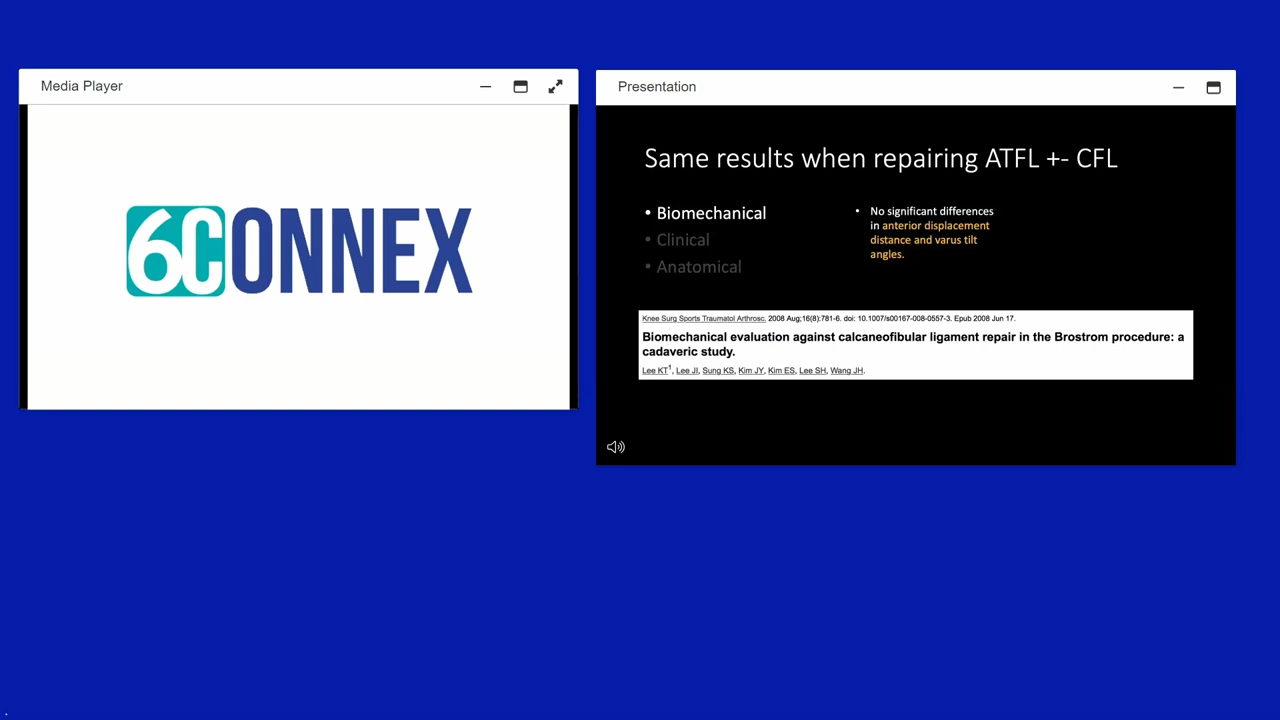 Media Player
6CONNEX
Presentation
Same results when repairing ATFL +- CFL
• Biomechanical
• Clinical
• Anatomical
• No significant differences
in anterior displacement
distance and varus tilt
angles.
Knee Surg Sports Traumatol Arthrosc. 2008 Aug;16(8):781-6. doi: 10.1007/s00167-008-0557-3. Epub 2008 Jun 17.
Biomechanical evaluation against calcaneofibular ligament repair in the Brostrom procedure: a
cadaveric study.
Lee KT1, Lee JI, Sung KS, Kim JY, Kim ES, Lee SH, Wang JH.